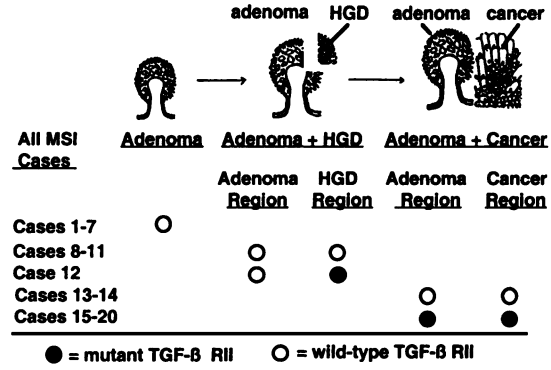 adenoma HGD adenoma cancer
All MSI Adenoma Adenoma + HGD Adenoma + Cancer
Cases
Adenoma HGD Adenoma Cancer
Region Region Region Region
Cases 1-7
Cases 8-11
Case 12
Cases 13-14
Cases 15-20
= mutant TGF-ß RII = wild-type TGF-ß RII